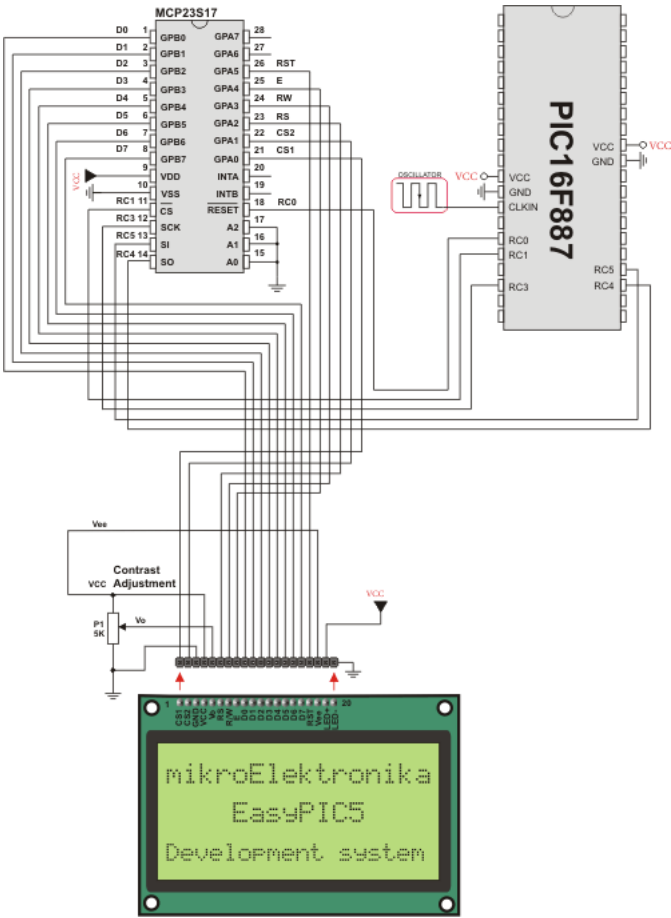 MCP23S17
D0 1 GPB0 GPA7 28
D1 2 GPB1 GPA6 27
D2 3 GPB2 GPA5 26 RST
D3 4 GPB3 GPA4 25 E
D4 5 GPB4 GPA3 24 RW
D5 6 GPB5 GPA2 23 RS
D6 7 GPB6 GPA1 22 CS2
D7 8 GPB7 GPA0 21 CS1
VCC 9 VDD INTA 20
10 VSS INTB 19
RC1 11 CS RESET 18 RC0
RC3 12 SCK A2 17
RC5 13 SI A1 16
RC4 14 SO A0 15
PIC16F887
VCC VCC
GND
OSCILLATOR
VCC VCC
GND
CLKIN
RC0
RC1
RC3
RC5
RC4
Vee
Contrast
VCC Adjustment
P1
5K
Vo
VCC
1 20
CS1 CS2 GND VCC Vo RS R/W E D0 D1 D2 D3 D4 D5 D6 D7 RST Vee LED+ LED-
mikroElektronika
EasyPIC5
Development system